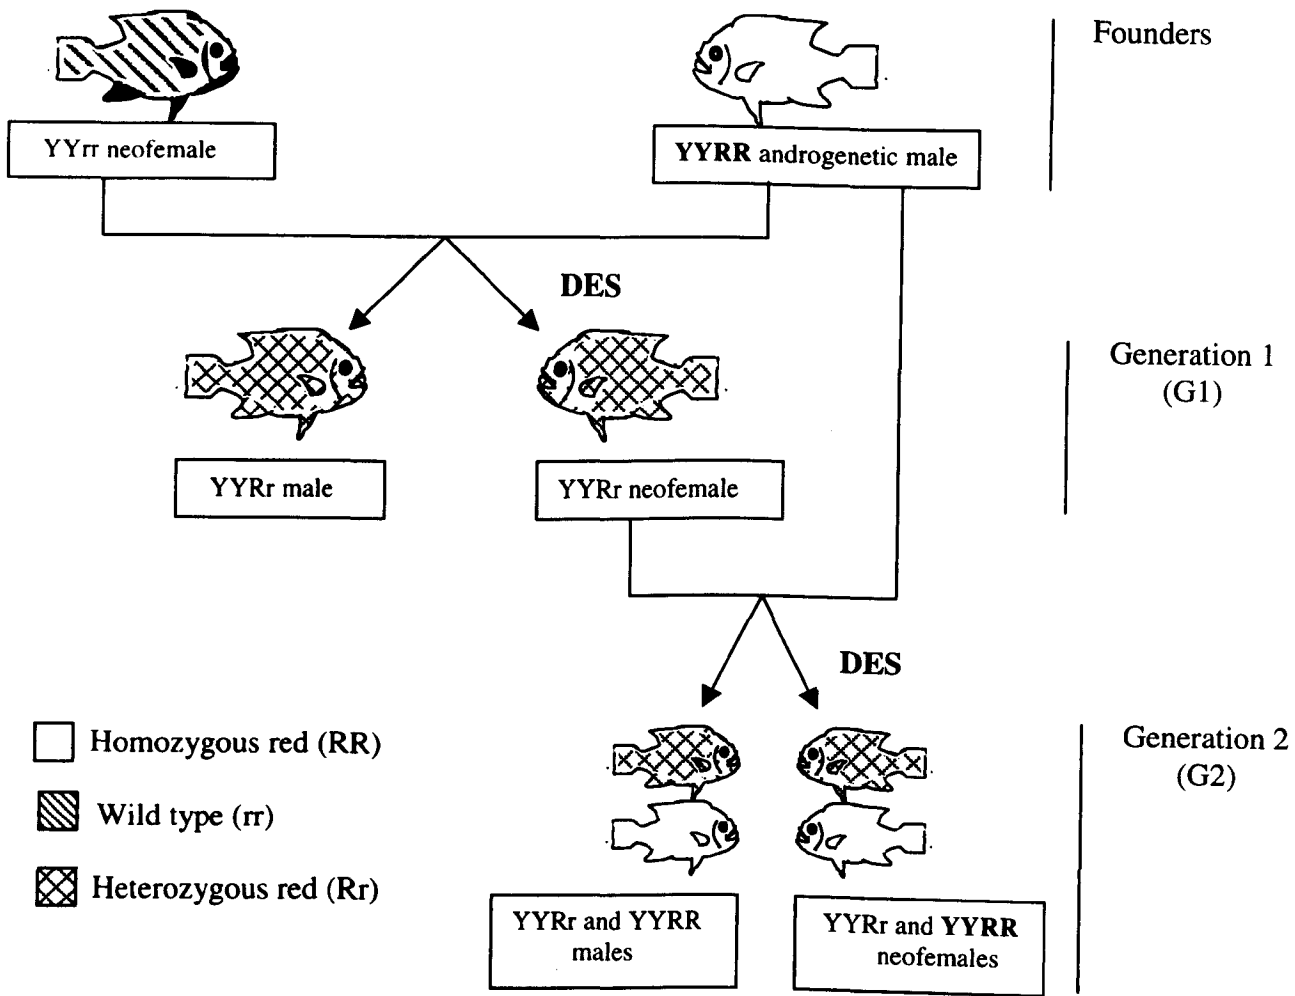 Founders
YYrr neofemale
YYRR androgenetic male
DES
Generation 1
(G1)
YYRr male
YYRr neofemale
DES
Generation 2
(G2)
Homozygous red (RR)
Wild type (rr)
Heterozygous red (Rr)
YYRr and YYRR
males
YYRr and YYRR
neofemales